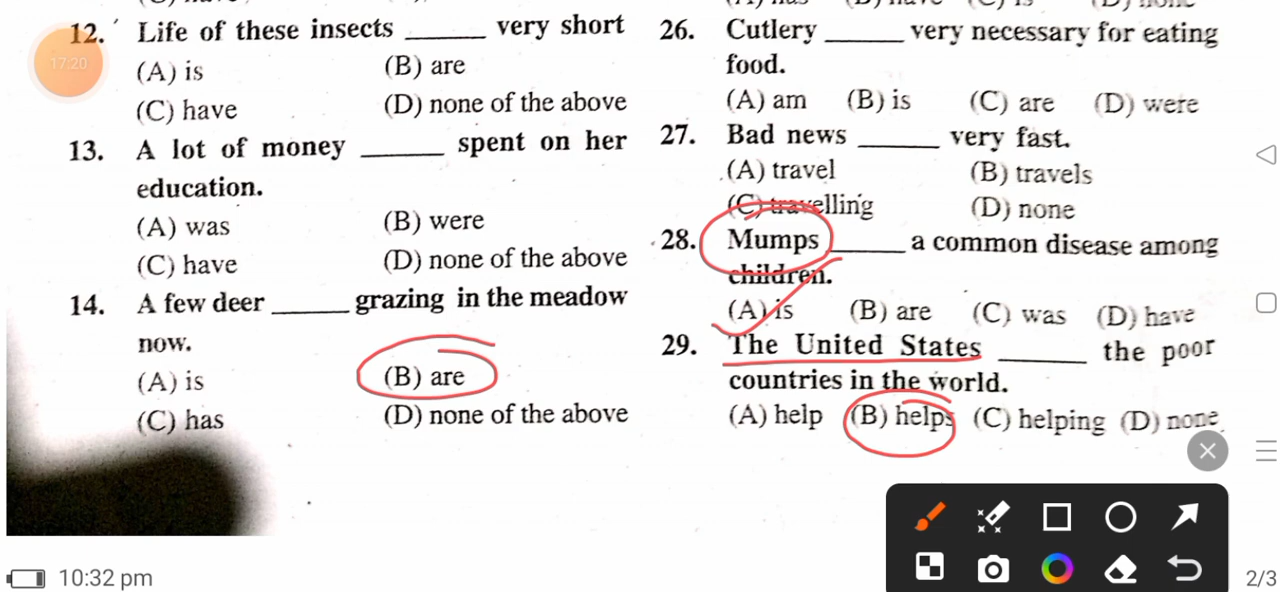 12. Life of these insects ______ very short
(A) is (B) are
(C) have (D) none of the above
13. A lot of money ______ spent on her
education.
(A) was (B) were
(C) have (D) none of the above
14. A few deer ______ grazing in the meadow
now.
(A) is (B) are
(C) has (D) none of the above
26. Cutlery ______ very necessary for eating
food.
(A) am (B) is (C) are (D) were
27. Bad news ______ very fast.
(A) travel (B) travels
(C) travelling (D) none
28. Mumps ______ a common disease among
children.
(A) is (B) are (C) was (D) have
29. The United States ______ the poor
countries in the world.
(A) help (B) helps (C) helping (D) none
17:20
10:32 pm
2/3